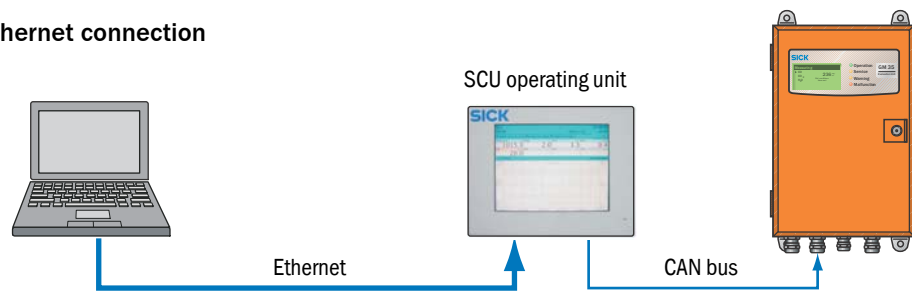 hernet connection
SCU operating unit
SICK
SICK
GM 35
Operation
Service
Warning
Malfunction
Ethernet
CAN bus